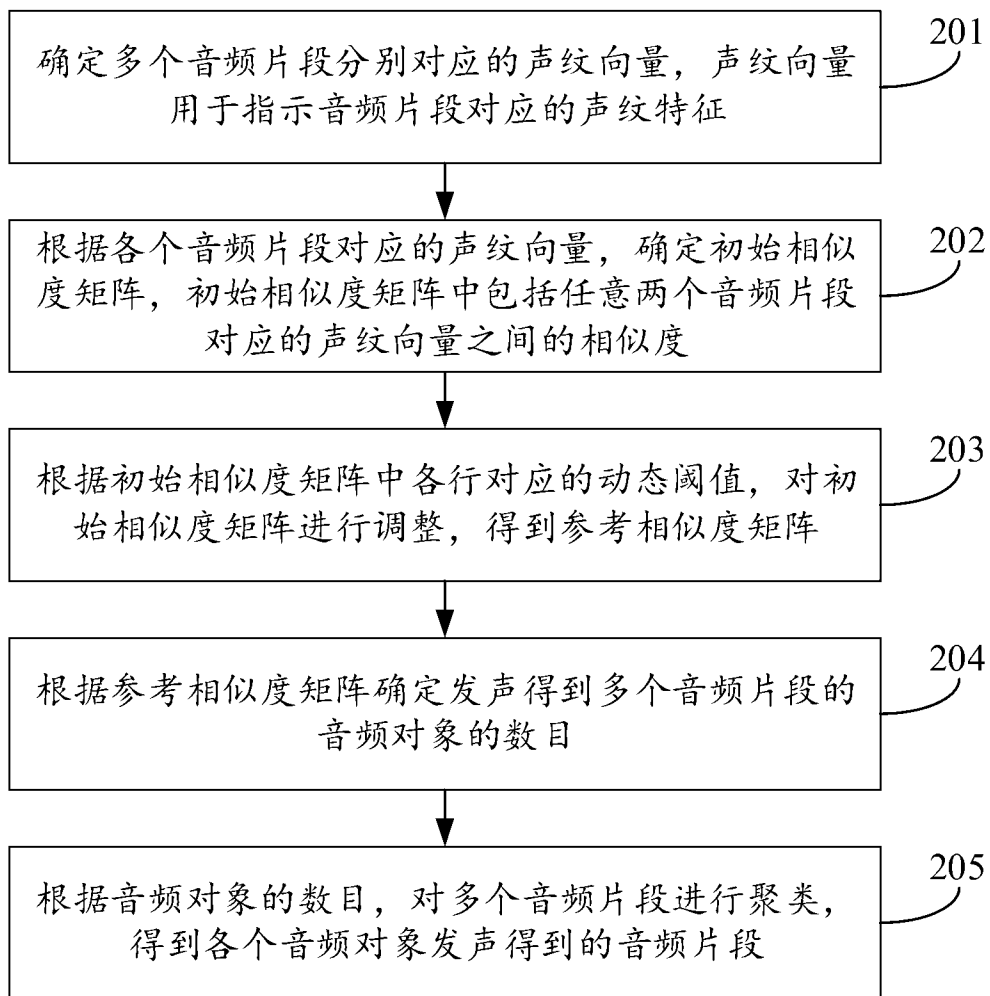 确定多个音频片段分别对应的声纹向量，声纹向量
用于指示音频片段对应的声纹特征
201
根据各个音频片段对应的声纹向量，确定初始相似
度矩阵，初始相似度矩阵中包括任意两个音频片段
对应的声纹向量之间的相似度
202
根据初始相似度矩阵中各行对应的动态阈值，对初
始相似度矩阵进行调整，得到参考相似度矩阵
203
根据参考相似度矩阵确定发声得到多个音频片段的
音频对象的数目
204
根据音频对象的数目，对多个音频片段进行聚类，
得到各个音频对象发声得到的音频片段
205